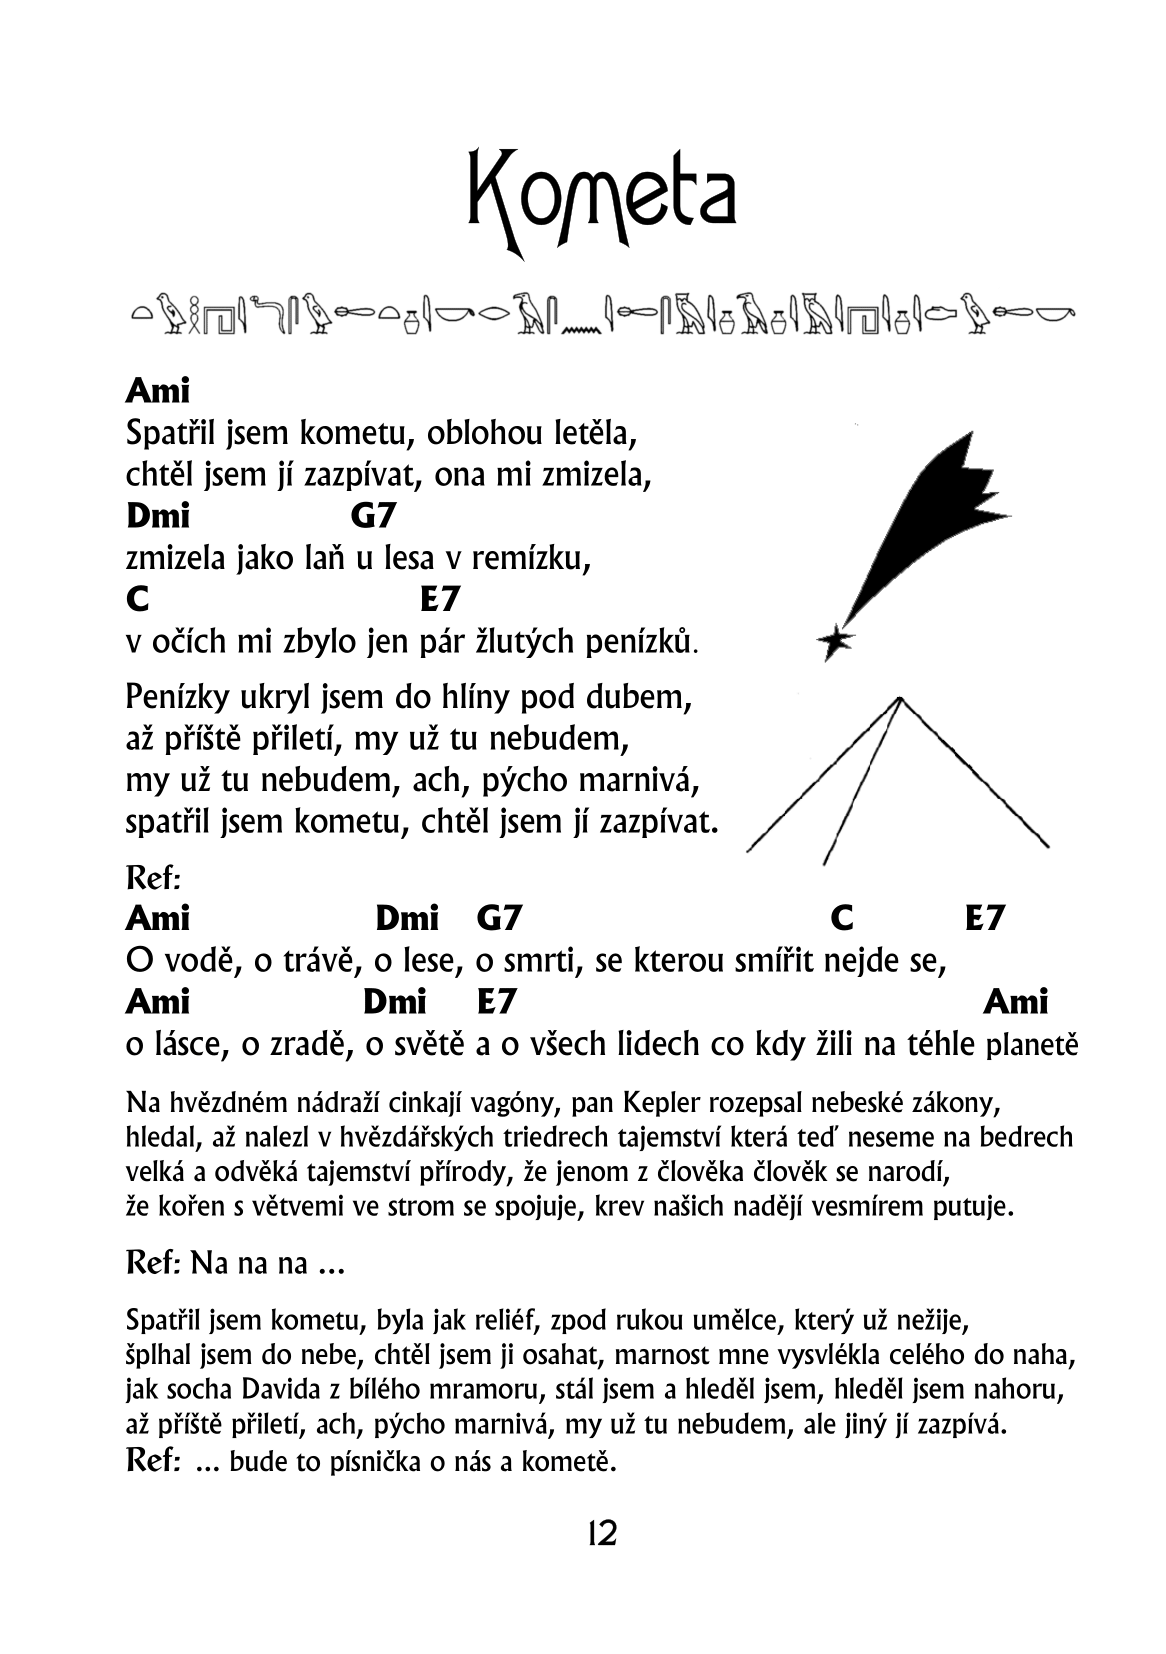 Kometa
Ami
Spatřil jsem kometu, oblohou letěla,
chtěl jsem jí zazpívat, ona mi zmizela,
Dmi G7
zmizela jako laň u lesa v remízku,
C E7
v očích mi zbylo jen pár žlutých penízků.
Penízky ukryl jsem do hlíny pod dubem,
až příště přiletí, my už tu nebudem,
my už tu nebudem, ach, pýcho marnivá,
spatřil jsem kometu, chtěl jsem jí zazpívat.
Ref:
Ami Dmi G7 C E7
O vodě, o trávě, o lese, o smrti, se kterou smířit nejde se,
Ami Dmi E7 Ami
o lásce, o zradě, o světě a o všech lidech co kdy žili na téhle planetě
Na hvězdném nádraží cinkají vagóny, pan Kepler rozepsal nebeské zákony,
hledal, až nalezl v hvězdářských triedrech tajemství která teď neseme na bedrech
velká a odvěká tajemství přírody, že jenom z člověka člověk se narodí,
že kořen s větvemi ve strom se spojuje, krev našich nadějí vesmírem putuje.
Ref: Na na na ...
Spatřil jsem kometu, byla jak reliéf, zpod rukou umělce, který už nežije,
šplhal jsem do nebe, chtěl jsem ji osahat, marnost mne vysvlékla celého do naha,
jak socha Davida z bílého mramoru, stál jsem a hleděl jsem, hleděl jsem nahoru,
až příště přiletí, ach, pýcho marnivá, my už tu nebudem, ale jiný jí zazpívá.
Ref: ... bude to písnička o nás a kometě.
12